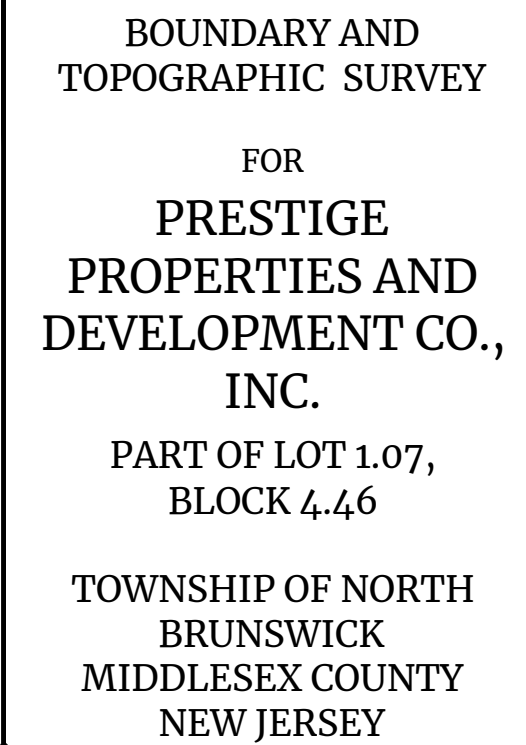 BOUNDARY AND
TOPOGRAPHIC SURVEY
FOR
PRESTIGE
PROPERTIES AND
DEVELOPMENT CO.,
INC.
PART OF LOT 1.07,
BLOCK 4.46
TOWNSHIP OF NORTH
BRUNSWICK
MIDDLESEX COUNTY
NEW JERSEY